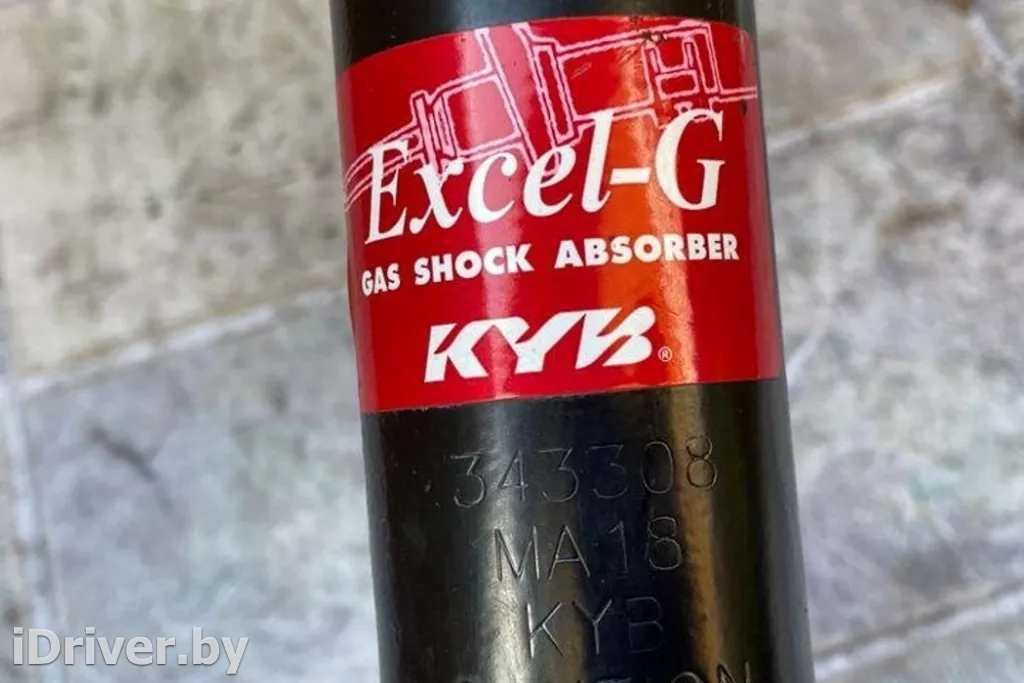 Excel-G
GAS SHOCK ABSORBER
KYB®
343308
MA18
KYB
iDriver.by